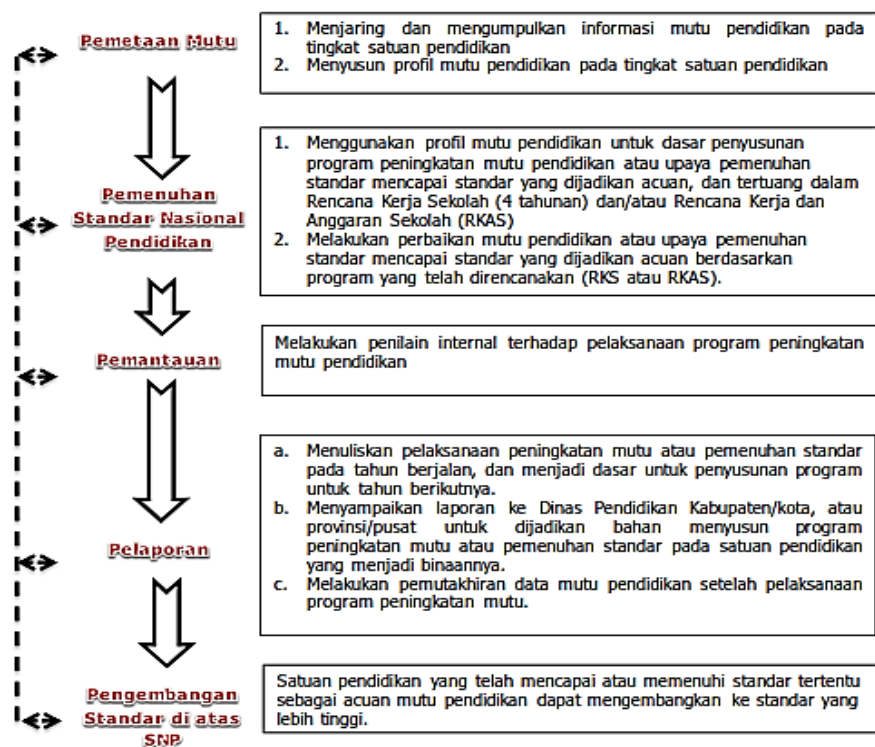 Pemetaan Mutu
1. Menjaring dan mengumpulkan informasi mutu pendidikan pada
tingkat satuan pendidikan
2. Menyusun profil mutu pendidikan pada tingkat satuan pendidikan
Pemenuhan
Standar Nasional
Pendidikan
1. Menggunakan profil mutu pendidikan untuk dasar penyusunan
program peningkatan mutu pendidikan atau upaya pemenuhan
standar mencapai standar yang dijadikan acuan, dan tertuang dalam
Rencana Kerja Sekolah (4 tahunan) dan/atau Rencana Kerja dan
Anggaran Sekolah (RKAS)
2. Melakukan perbaikan mutu pendidikan atau upaya pemenuhan
standar mencapai standar yang dijadikan acuan berdasarkan
program yang telah direncanakan (RKS atau RKAS).
Pemantauan
Melakukan penilain internal terhadap pelaksanaan program peningkatan
mutu pendidikan
Pelaporan
a. Menuliskan pelaksanaan peningkatan mutu atau pemenuhan standar
pada tahun berjalan, dan menjadi dasar untuk penyusunan program
untuk tahun berikutnya.
b. Menyampaikan laporan ke Dinas Pendidikan Kabupaten/kota, atau
provinsi/pusat untuk dijadikan bahan menyusun program
peningkatan mutu atau pemenuhan standar pada satuan pendidikan
yang menjadi binaannya.
c. Melakukan pemutakhiran data mutu pendidikan setelah pelaksanaan
program peningkatan mutu.
Pengembangan
Standar di atas
SNP
Satuan pendidikan yang telah mencapai atau memenuhi standar tertentu
sebagai acuan mutu pendidikan dapat mengembangkan ke standar yang
lebih tinggi.